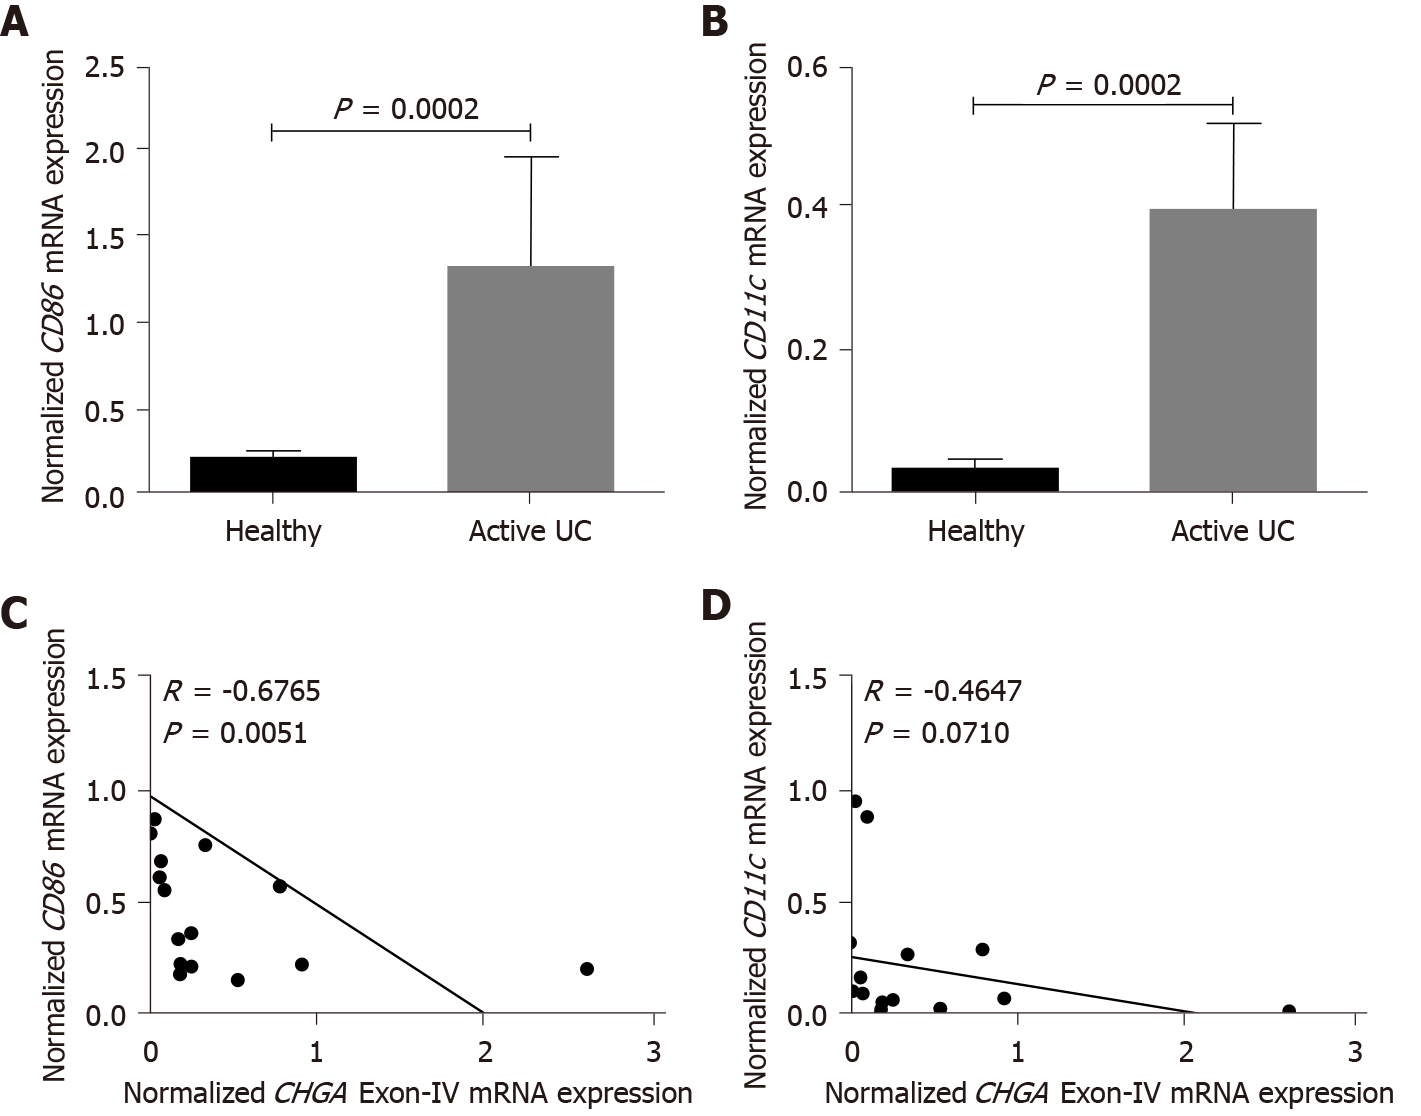 A
Normalized CD86 mRNA expression
2.5
2.0
1.5
1.0
0.5
0.0
P = 0.0002
Healthy
Active UC
B
Normalized CD11c mRNA expression
0.6
0.4
0.2
0.0
P = 0.0002
Healthy
Active UC
C
Normalized CD86 mRNA expression
1.5
1.0
0.5
0.0
R = -0.6765
P = 0.0051
0
1
2
3
Normalized CHGA Exon-IV mRNA expression
D
Normalized CD11c mRNA expression
1.5
1.0
0.5
0.0
R = -0.4647
P = 0.0710
0
1
2
3
Normalized CHGA Exon-IV mRNA expression